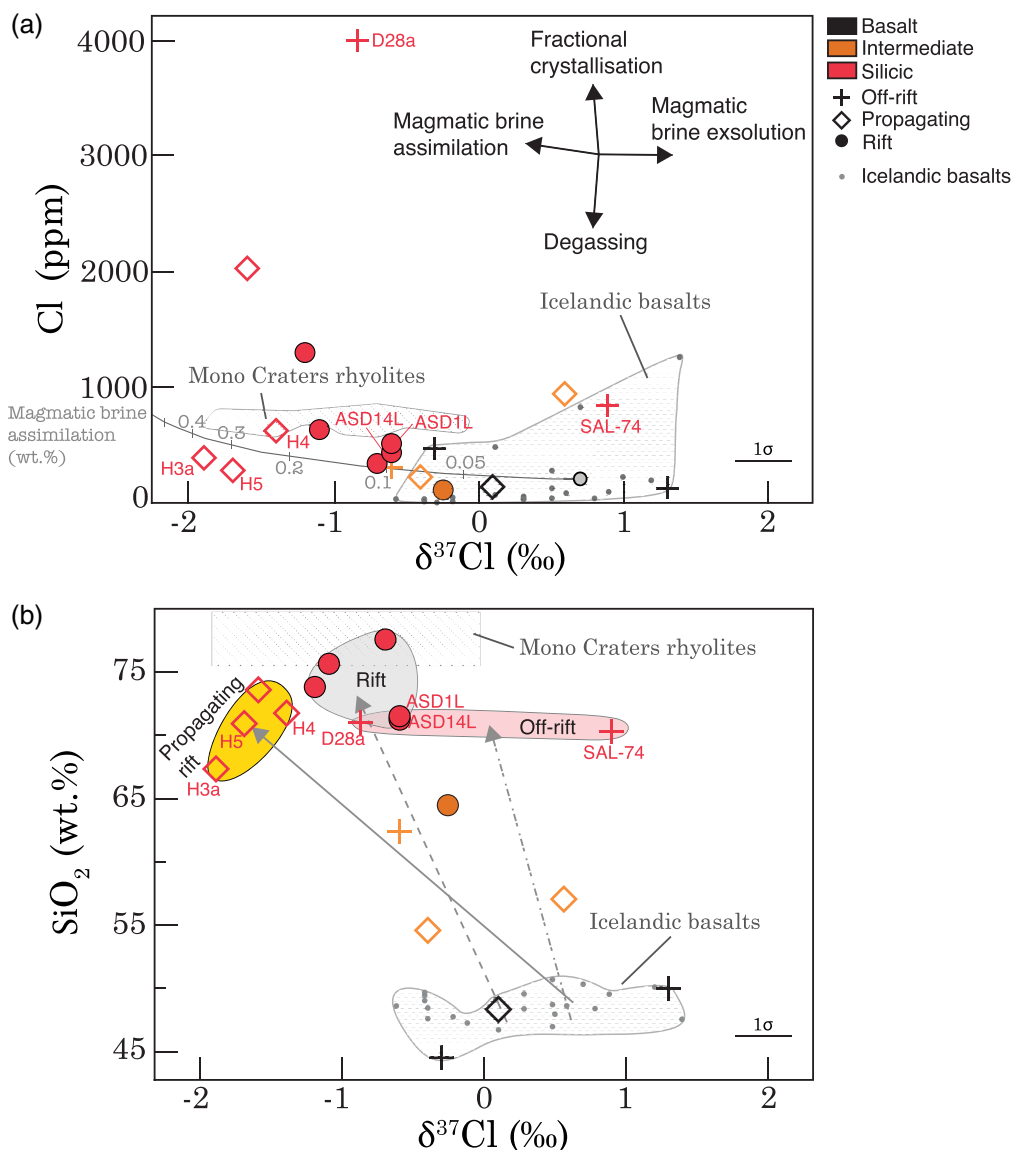 (a)
4000
3000
2000
1000
0
Cl (ppm)
D28a
Fractional
crystallisation
Magmatic brine
assimilation
Magmatic
brine exsolution
Degassing
Basalt
Intermediate
Silicic
Off-rift
Propagating
Rift
Icelandic basalts
Icelandic basalts
Mono Craters rhyolites
Magmatic brine
assimilation
(wt.%)
0.4
0.3
0.2
0.1
0.05
ASD14L
ASD1L
H4
H3a
H5
SAL-74
1σ
-2
-1
0
1
2
δ³⁷Cl (‰)
(b)
75
65
55
45
SiO₂ (wt.%)
Mono Craters rhyolites
Rift
Propagating
rift
H5
H4
H3a
D28a
ASD1L
ASD14L
Off-rift
SAL-74
Icelandic basalts
1σ
-2
-1
0
1
2
δ³⁷Cl (‰)